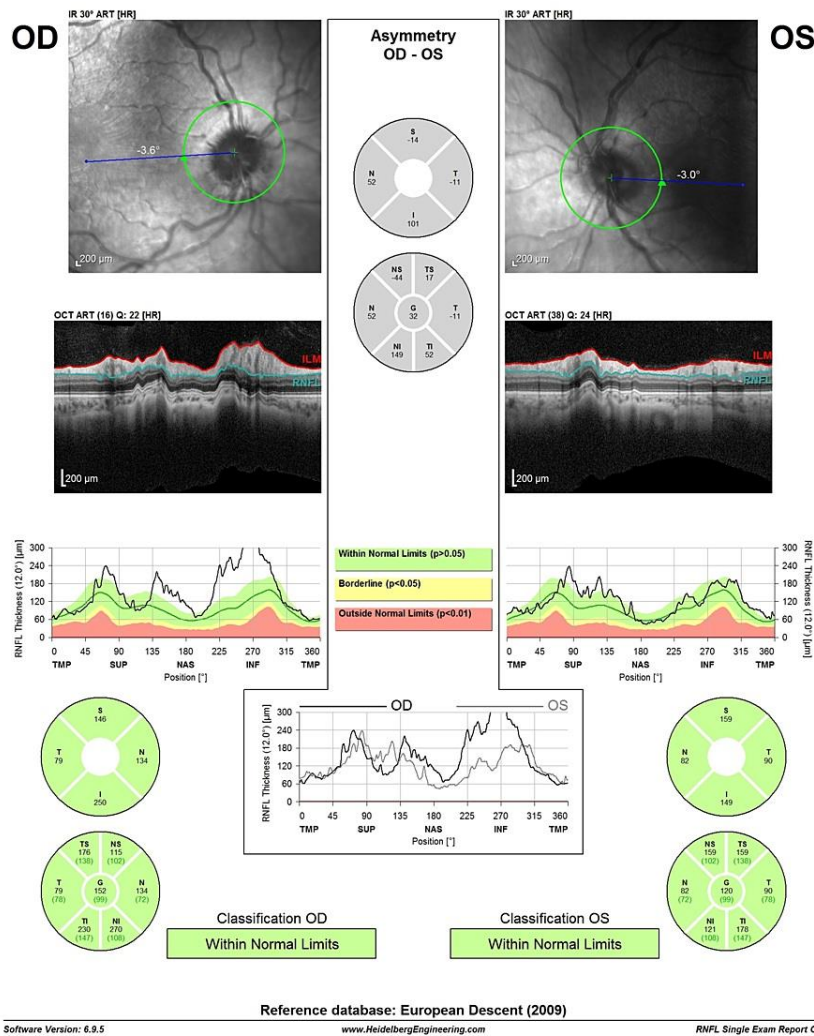 IR 30° ART [HR]
OD
-3.6°
200 µm
Asymmetry
OD - OS
IR 30° ART [HR]
OS
-3.0°
200 µm
S
-14
N
52
T
-11
I
101
NS
-44
TS
17
N
52
G
32
T
-11
NI
149
TI
52
OCT ART (16) Q: 22 [HR]
ILM
RNFL
200 µm
OCT ART (38) Q: 24 [HR]
ILM
RNFL
200 µm
RNFL Thickness (12.0°) [µm]
300
240
180
120
60
0
0 45 90 135 180 225 270 315 360
TMP SUP NAS INF TMP
Position [°]
Within Normal Limits (p>0.05)
Borderline (p<0.05)
Outside Normal Limits (p<0.01)
RNFL Thickness (12.0°) [µm]
300
240
180
120
60
0
0 45 90 135 180 225 270 315 360
TMP SUP NAS INF TMP
Position [°]
OD OS
RNFL Thickness (12.0°) [µm]
300
240
180
120
60
0
0 45 90 135 180 225 270 315 360
TMP SUP NAS INF TMP
Position [°]
S
146
T
79
N
134
I
250
S
159
N
82
T
90
I
149
TS
176
(138)
NS
115
(102)
T
79
(78)
G
152
(99)
N
134
(72)
TI
230
(147)
NI
270
(108)
Classification OD
Within Normal Limits
Classification OS
Within Normal Limits
NS
159
(102)
TS
159
(138)
N
82
(72)
G
120
(99)
T
90
(78)
NI
121
(108)
TI
178
(147)
Reference database: European Descent (2009)
Software Version: 6.9.5
www.HeidelbergEngineering.com
RNFL Single Exam Report